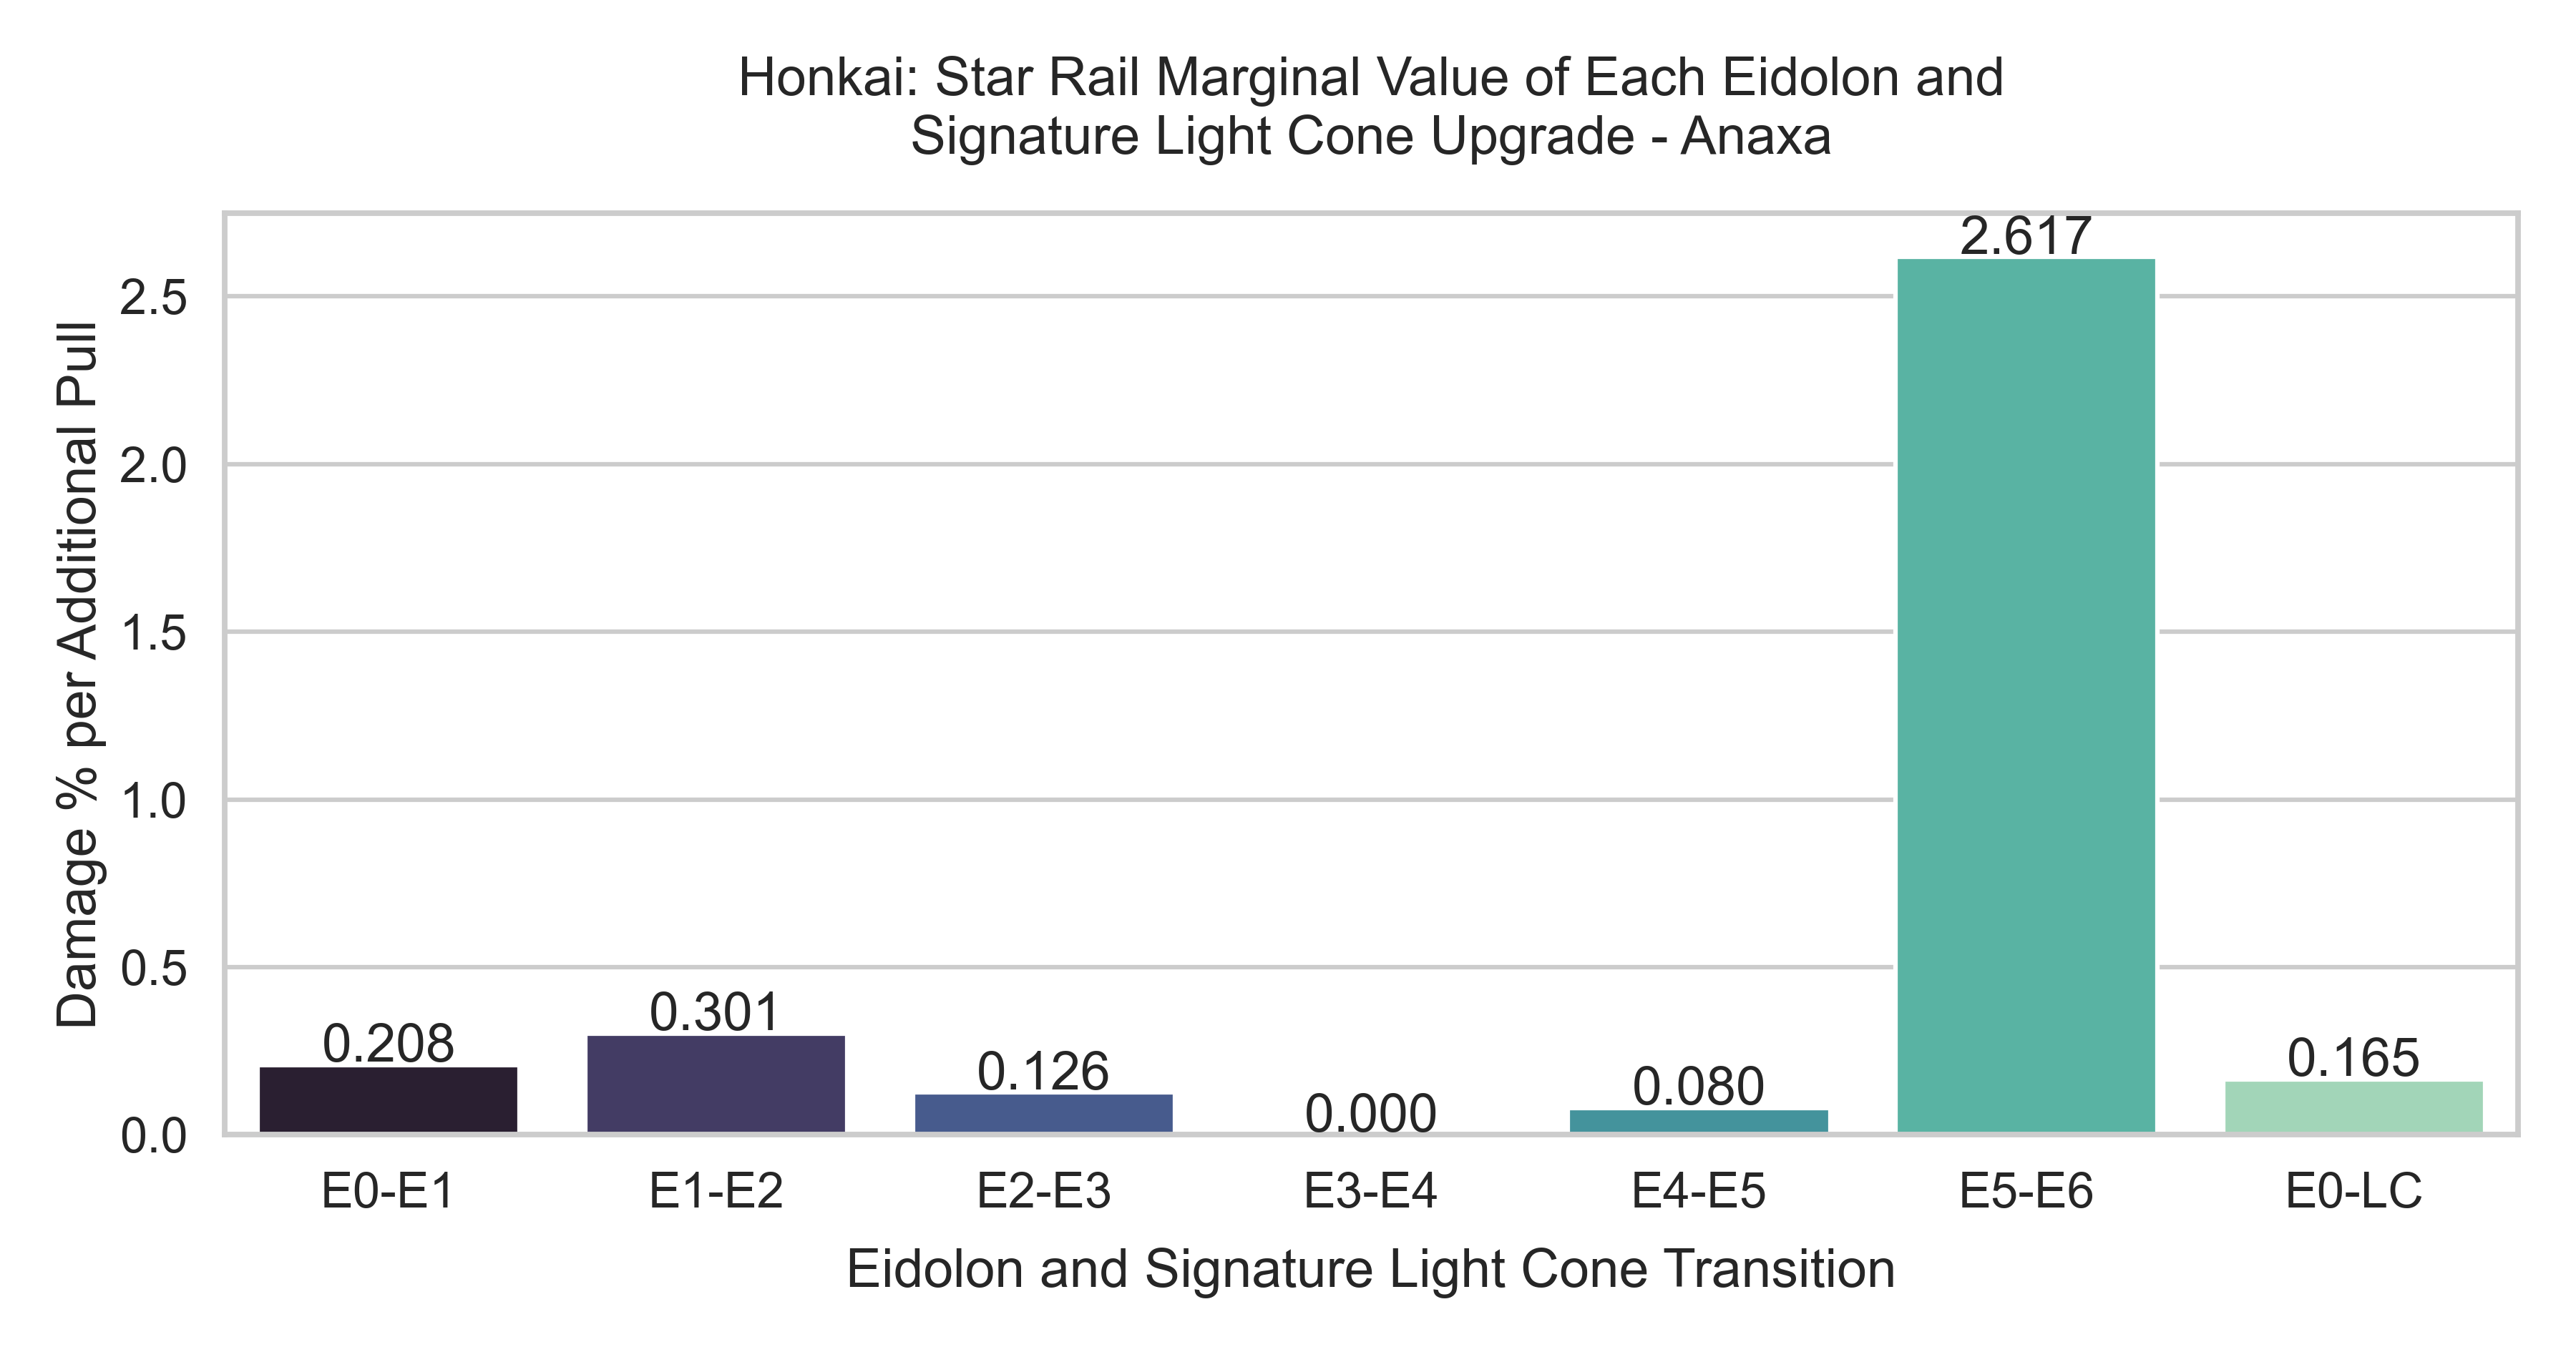 Honkai: Star Rail Marginal Value of Each Eidolon and
Signature Light Cone Upgrade - Anaxa
Damage % per Additional Pull
2.5
2.0
1.5
1.0
0.5
0.0
0.208
0.301
0.126
0.000
0.080
2.617
0.165
E0-E1
E1-E2
E2-E3
E3-E4
E4-E5
E5-E6
E0-LC
Eidolon and Signature Light Cone Transition